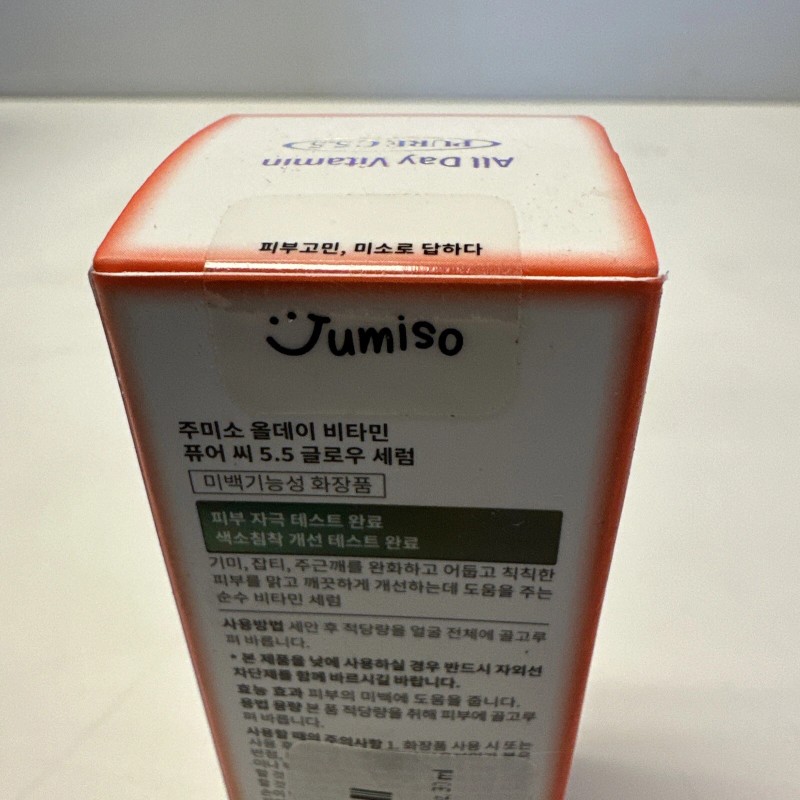 All Day Vitamin
PURE C 5.5
피부고민, 미소로 답하다
Jumiso
주미소 올데이 비타민
퓨어 씨 5.5 글로우 세럼
미백기능성 화장품
피부 자극 테스트 완료
색소침착 개선 테스트 완료
기미, 잡티, 주근깨를 완화하고 어둡고 칙칙한
피부를 맑고 깨끗하게 개선하는데 도움을 주는
순수 비타민 세럼
사용방법 세안 후 적당량을 얼굴 전체에 골고루
펴 바릅니다.
* 본 제품을 낮에 사용하실 경우 반드시 자외선
차단제를 함께 바르시길 바랍니다.
효능 효과 피부의 미백에 도움을 줍니다.
용법 용량 본 품 적당량을 취해 피부에 골고루
펴 바릅니다.
사용할 때의 주의사항 1. 화장품 사용 시 또는
사용